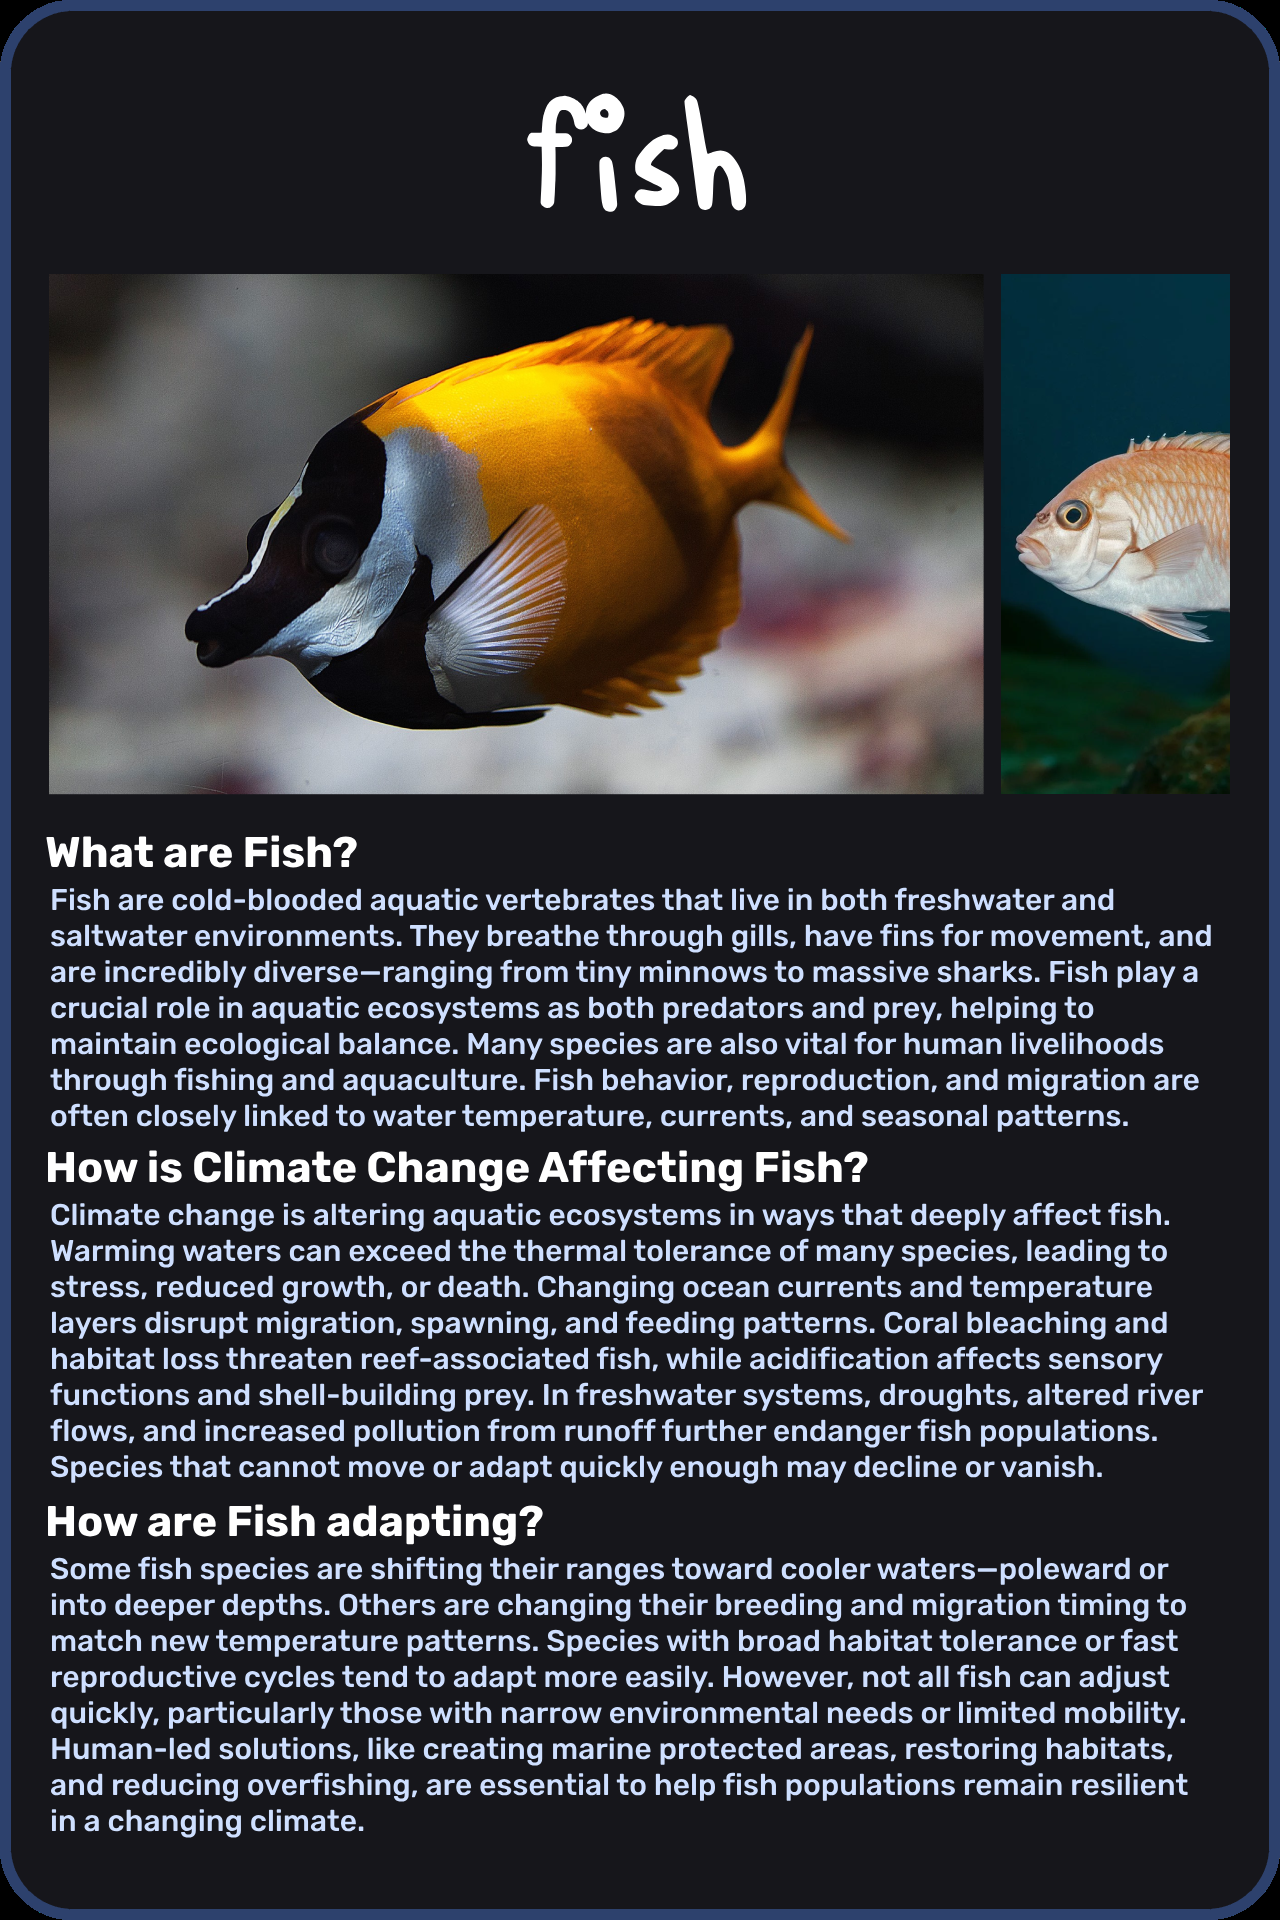 fish
What are Fish?
Fish are cold-blooded aquatic vertebrates that live in both freshwater and
saltwater environments. They breathe through gills, have fins for movement, and
are incredibly diverse—ranging from tiny minnows to massive sharks. Fish play a
crucial role in aquatic ecosystems as both predators and prey, helping to
maintain ecological balance. Many species are also vital for human livelihoods
through fishing and aquaculture. Fish behavior, reproduction, and migration are
often closely linked to water temperature, currents, and seasonal patterns.
How is Climate Change Affecting Fish?
Climate change is altering aquatic ecosystems in ways that deeply affect fish.
Warming waters can exceed the thermal tolerance of many species, leading to
stress, reduced growth, or death. Changing ocean currents and temperature
layers disrupt migration, spawning, and feeding patterns. Coral bleaching and
habitat loss threaten reef-associated fish, while acidification affects sensory
functions and shell-building prey. In freshwater systems, droughts, altered river
flows, and increased pollution from runoff further endanger fish populations.
Species that cannot move or adapt quickly enough may decline or vanish.
How are Fish adapting?
Some fish species are shifting their ranges toward cooler waters—poleward or
into deeper depths. Others are changing their breeding and migration timing to
match new temperature patterns. Species with broad habitat tolerance or fast
reproductive cycles tend to adapt more easily. However, not all fish can adjust
quickly, particularly those with narrow environmental needs or limited mobility.
Human-led solutions, like creating marine protected areas, restoring habitats,
and reducing overfishing, are essential to help fish populations remain resilient
in a changing climate.